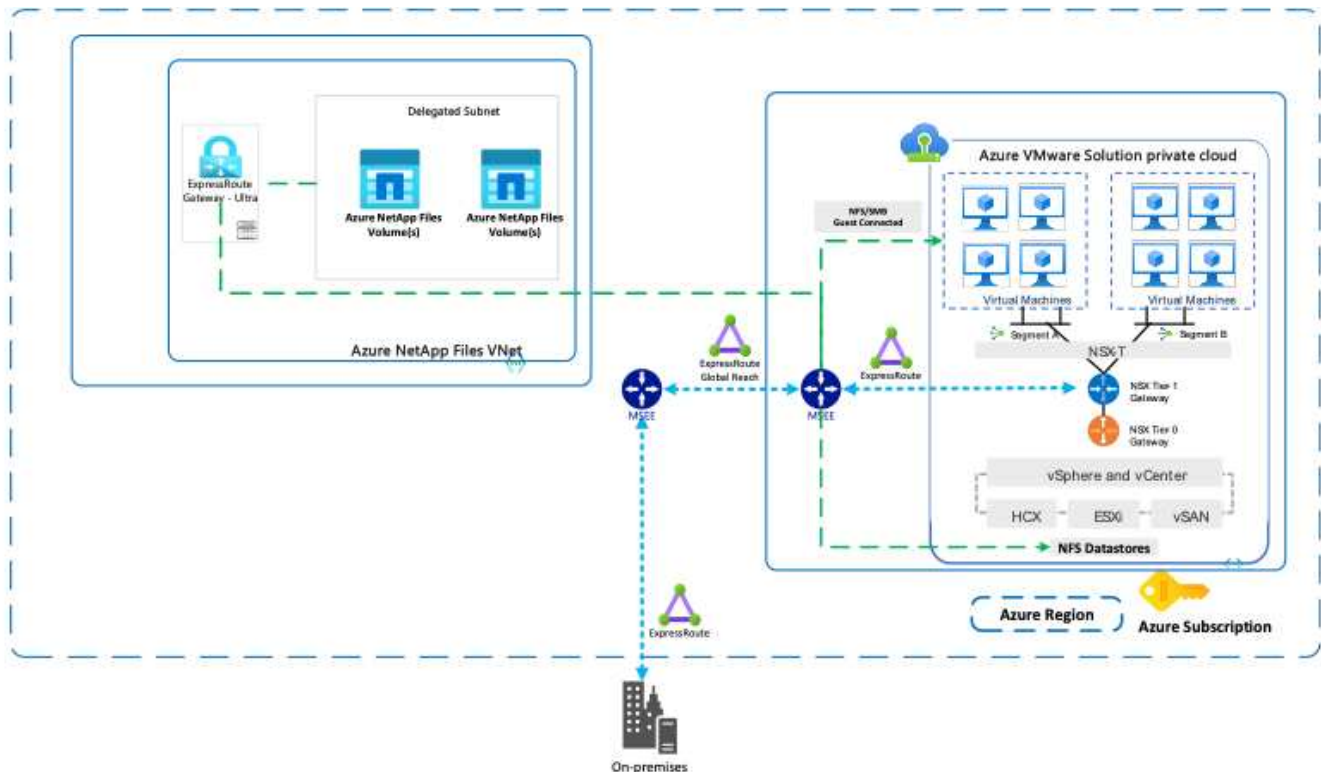 Delegated Subnet
ExpressRoute
Gateway - Ultra
Azure NetApp Files
Volume(s)
Azure NetApp Files
Volume(s)
Azure NetApp Files VNet
Azure VMware Solution private cloud
NFS/SMB
Guest Connected
Virtual Machines
Virtual Machines
Segment A
Segment B
NSX-T
ExpressRoute
Global Reach
ExpressRoute
MSEE
MSEE
NSX Tier 1
Gateway
NSX Tier 0
Gateway
vSphere and vCenter
HCX
ESXi
vSAN
NFS Datastores
Azure Region
Azure Subscription
ExpressRoute
On-premises